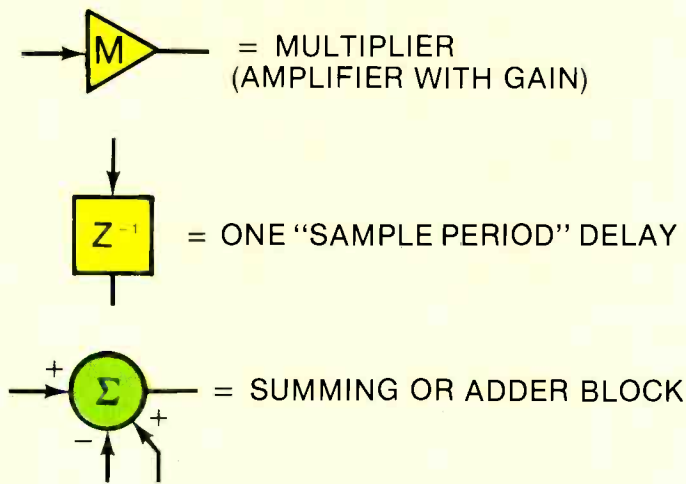 M = MULTIPLIER
(AMPLIFIER WITH GAIN)
Z⁻¹ = ONE “SAMPLE PERIOD” DELAY
+ Σ = SUMMING OR ADDER BLOCK
− +